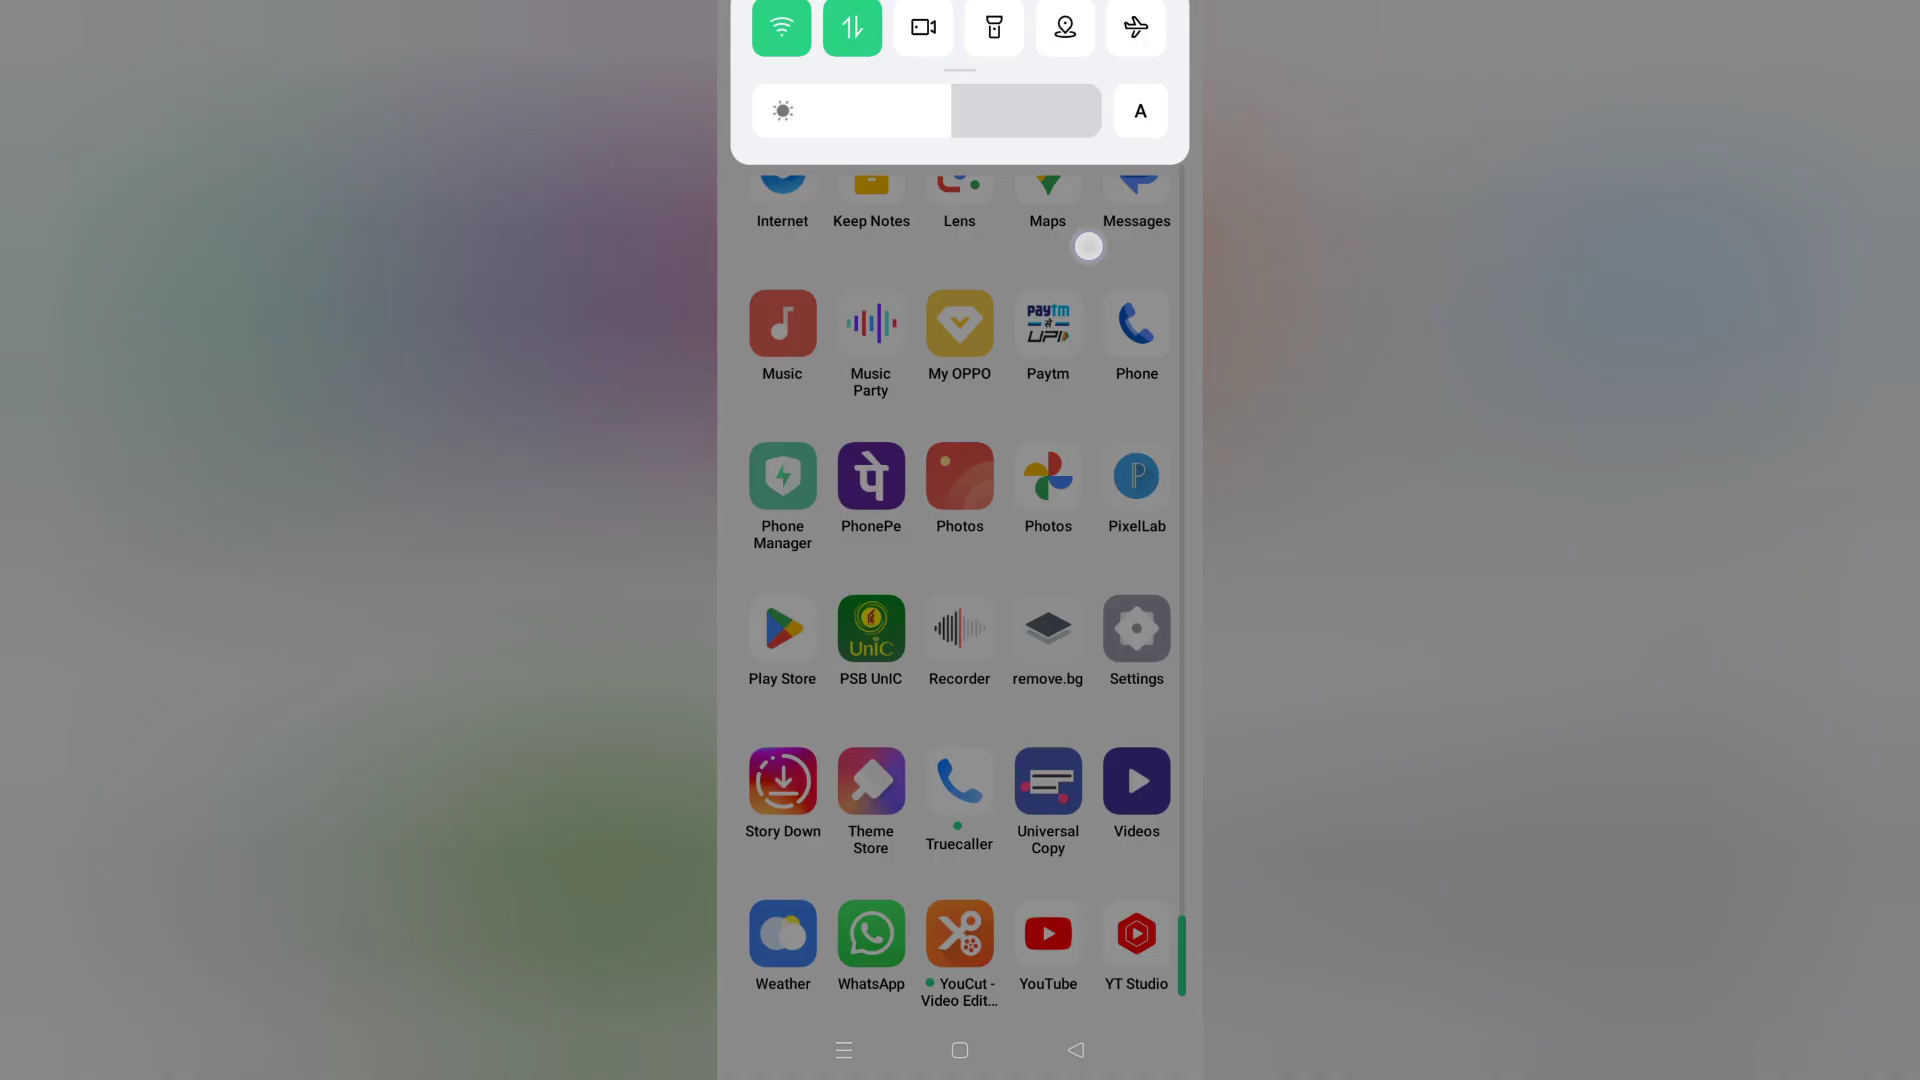 A
Internet Keep Notes Lens Maps Messages
paytm
UPI
Music Music My OPPO Paytm Phone
Party
पे P
Phone PhonePe Photos Photos PixelLab
Manager
UnIC
Play Store PSB UnIC Recorder remove.bg Settings
Story Down Theme Truecaller Universal Videos
Store Copy
Weather WhatsApp YouCut - YouTube YT Studio
Video Edit...